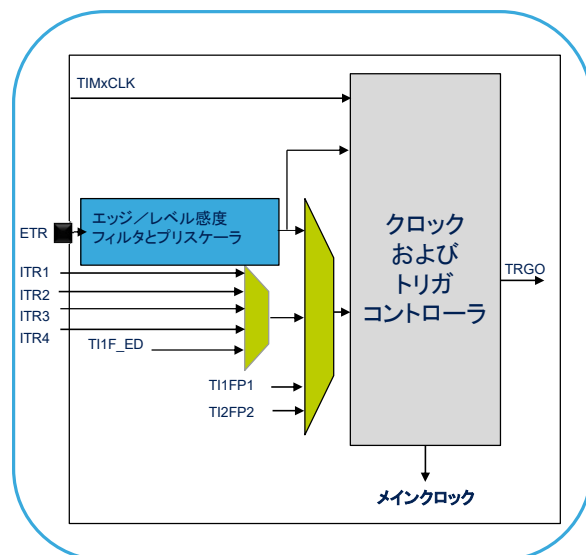 TIMxCLK
エッジ／レベル感度
フィルタとプリスケーラ
ETR
ITR1
ITR2
ITR3
ITR4
TI1F_ED
TI1FP1
TI2FP2
クロック
および
トリガ
コントローラ
TRGO
メインクロック